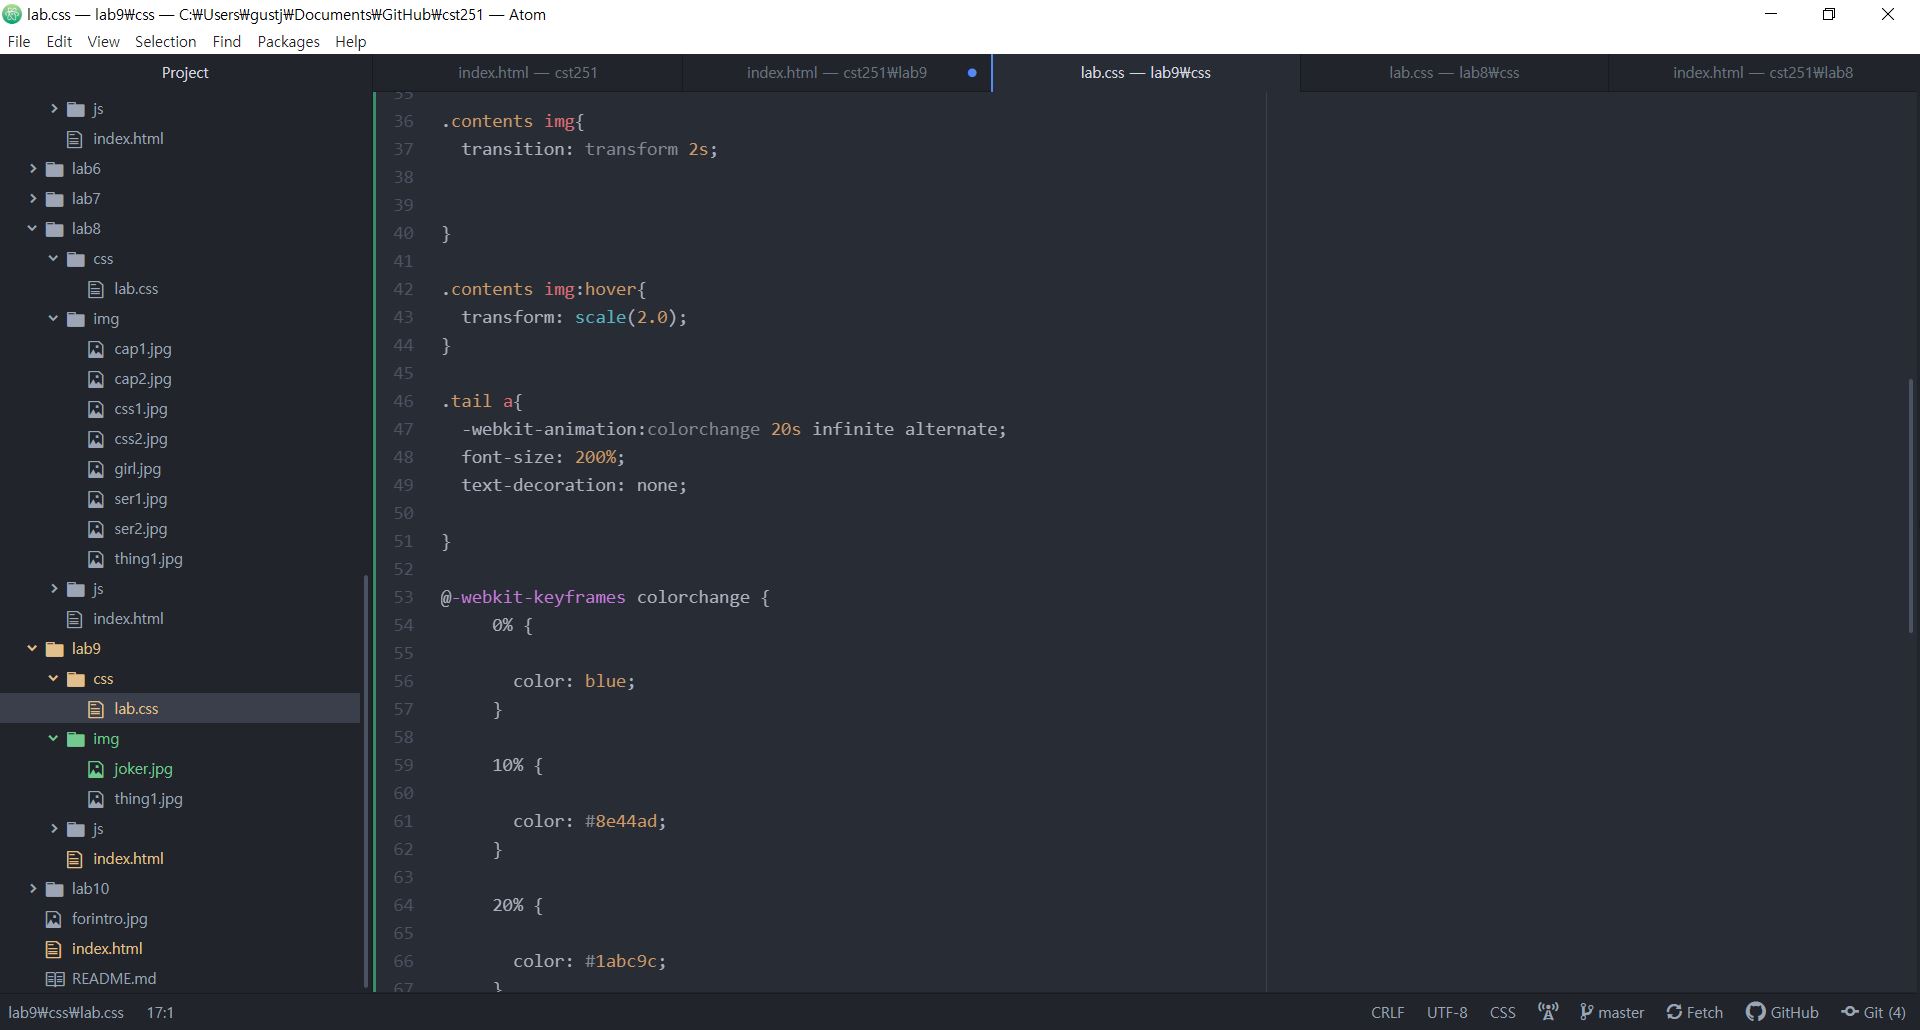 lab.css — lab9₩css — C:₩Users₩gustj₩Documents₩GitHub₩cst251 — Atom
File Edit View Selection Find Packages Help
Project
index.html — cst251
index.html — cst251₩lab9
lab.css — lab9₩css
lab.css — lab8₩css
index.html — cst251₩lab8
js
index.html
lab6
lab7
lab8
css
lab.css
img
cap1.jpg
cap2.jpg
css1.jpg
css2.jpg
girl.jpg
ser1.jpg
ser2.jpg
thing1.jpg
js
index.html
lab9
css
lab.css
img
joker.jpg
thing1.jpg
js
index.html
lab10
forintro.jpg
index.html
README.md
35
36 .contents img{
37 transition: transform 2s;
38
39
40 }
41
42 .contents img:hover{
43 transform: scale(2.0);
44 }
45
46 .tail a{
47 -webkit-animation:colorchange 20s infinite alternate;
48 font-size: 200%;
49 text-decoration: none;
50
51 }
52
53 @-webkit-keyframes colorchange {
54 0% {
55
56 color: blue;
57 }
58
59 10% {
60
61 color: #8e44ad;
62 }
63
64 20% {
65
66 color: #1abc9c;
67 }
lab9₩css₩lab.css 17:1
CRLF UTF-8 CSS master Fetch GitHub Git (4)